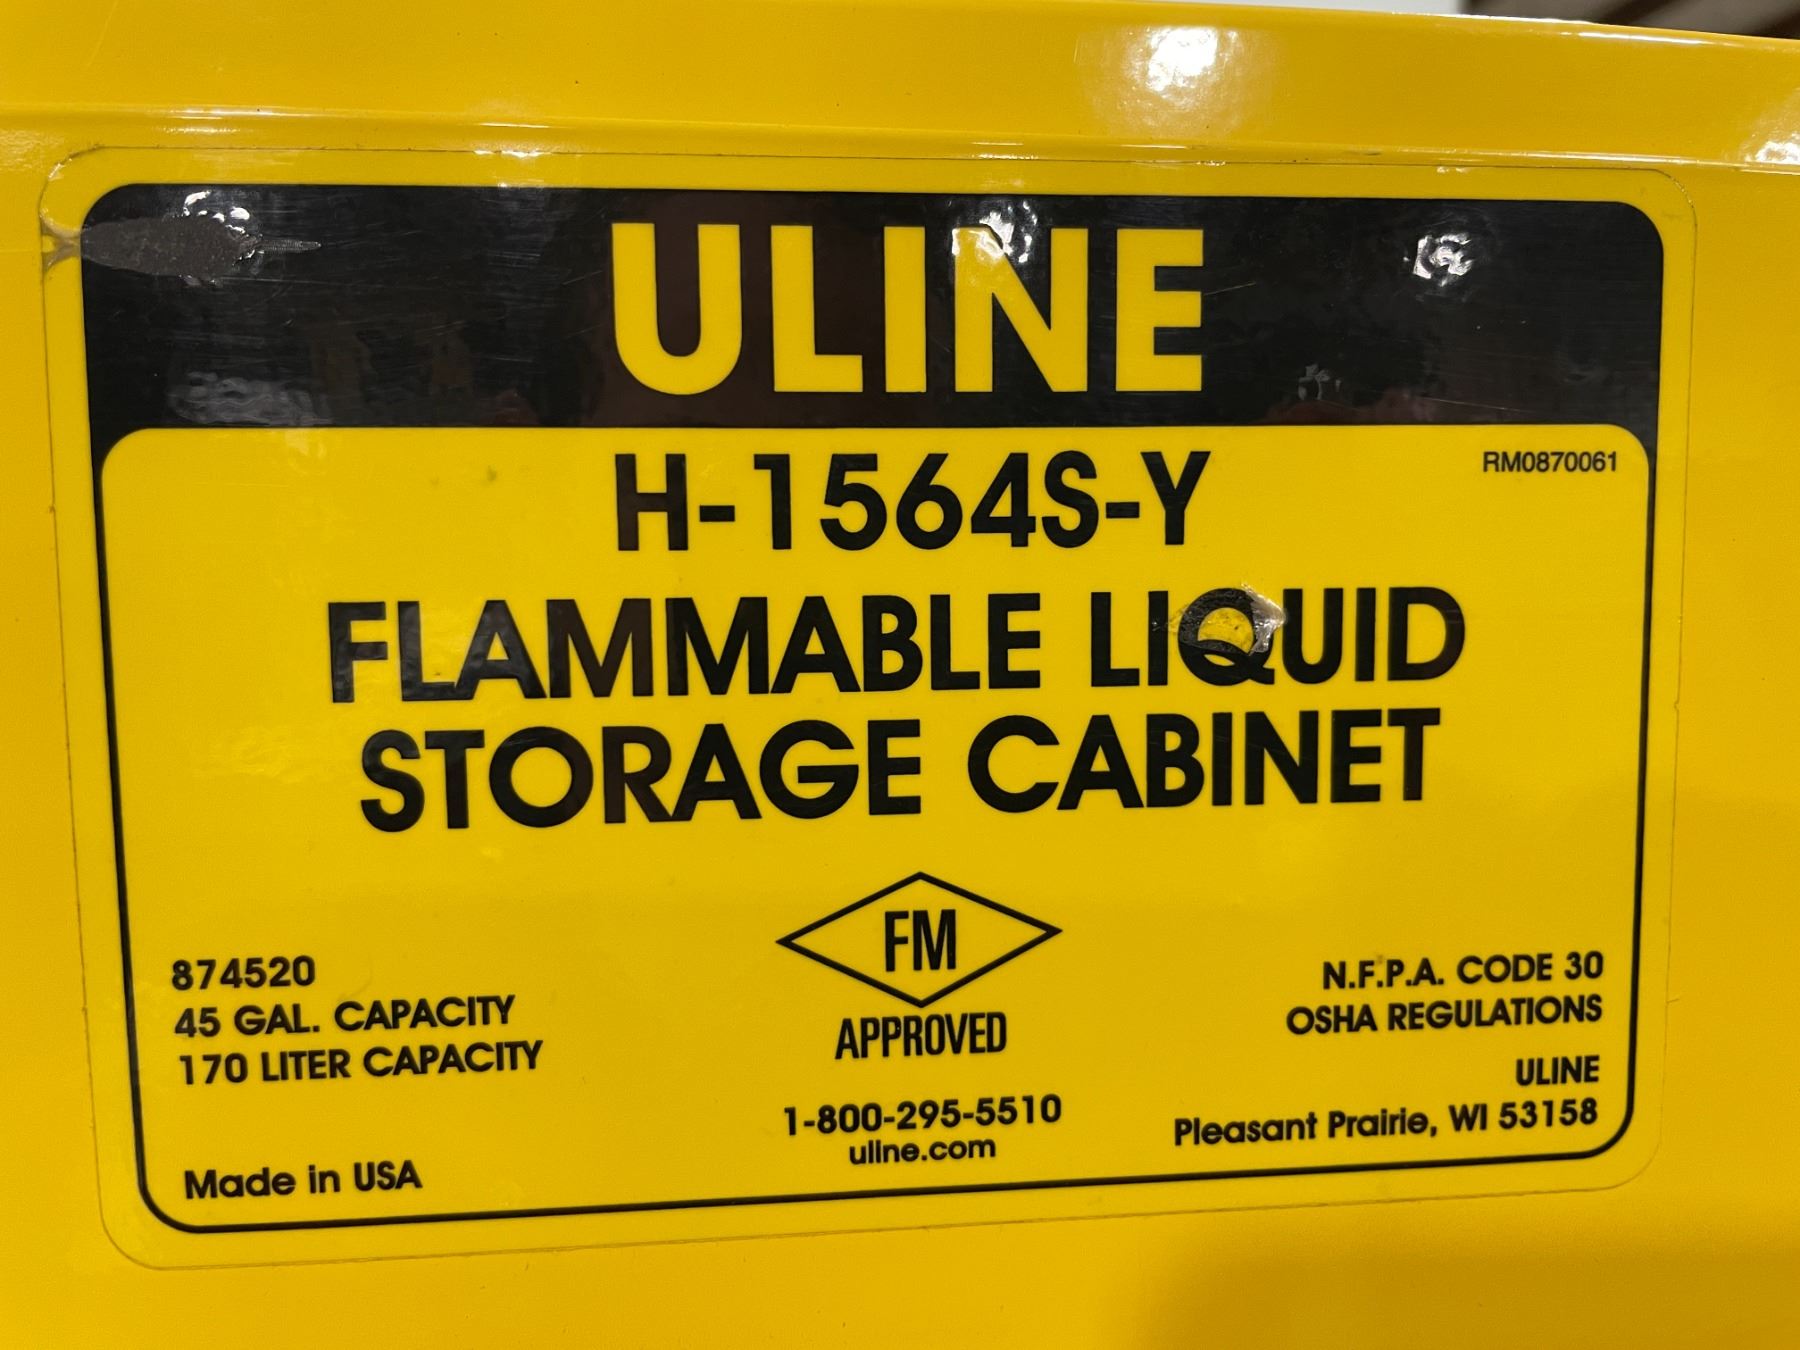 ULINE
H-1564S-Y
RM0870061
FLAMMABLE LIQUID
STORAGE CABINET
FM
APPROVED
874520
45 GAL. CAPACITY
170 LITER CAPACITY
Made in USA
1-800-295-5510
uline.com
N.F.P.A. CODE 30
OSHA REGULATIONS
ULINE
Pleasant Prairie, WI 53158